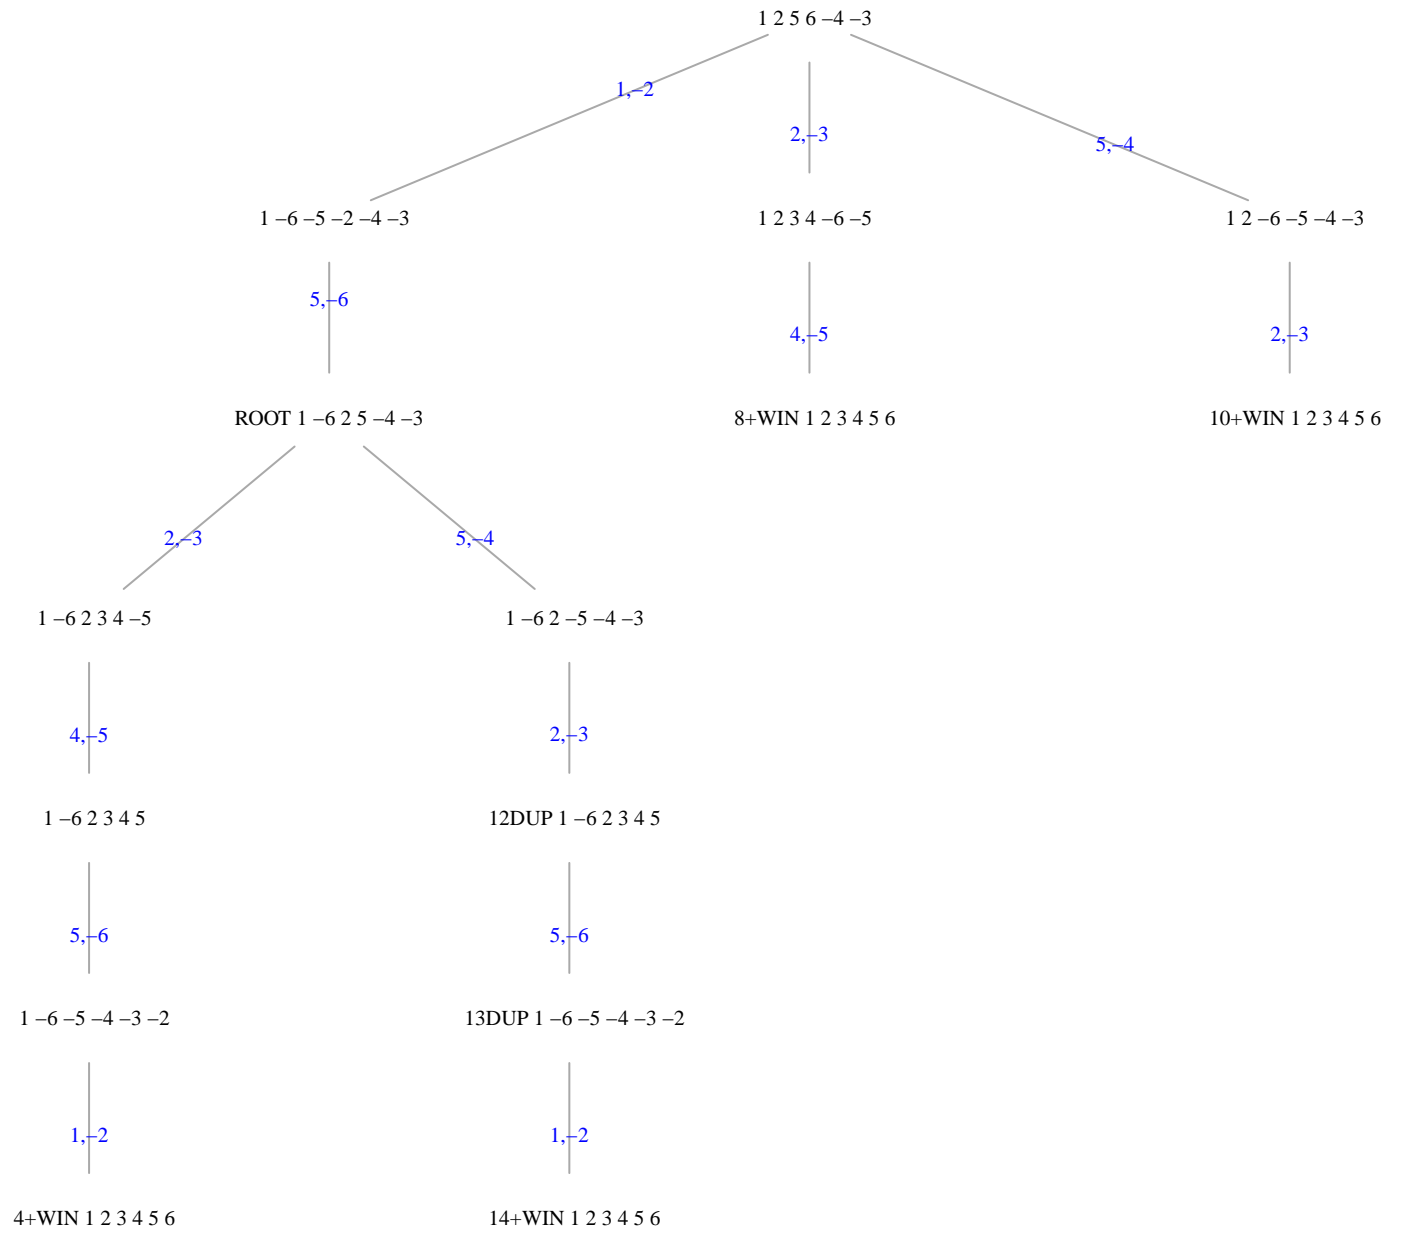 1 2 5 6 –4 –3
1,–2
2,–3
5,–4
1 –6 –5 –2 –4 –3
1 2 3 4 –6 –5
1 2 –6 –5 –4 –3
5,–6
4,–5
2,–3
ROOT 1 –6 2 5 –4 –3
8+WIN 1 2 3 4 5 6
10+WIN 1 2 3 4 5 6
2,–3
5,–4
1 –6 2 3 4 –5
1 –6 2 –5 –4 –3
4,–5
2,–3
1 –6 2 3 4 5
12DUP 1 –6 2 3 4 5
5,–6
5,–6
1 –6 –5 –4 –3 –2
13DUP 1 –6 –5 –4 –3 –2
1,–2
1,–2
4+WIN 1 2 3 4 5 6
14+WIN 1 2 3 4 5 6